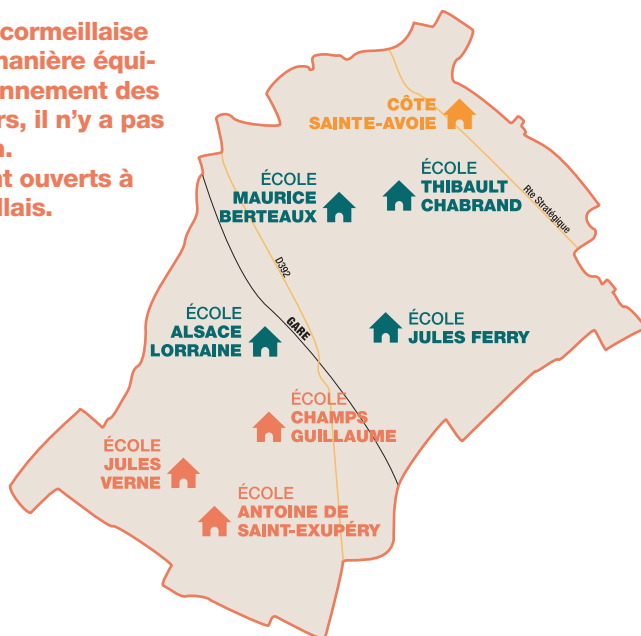 cormeillaise
manière équi-
nnement des
rs, il n'y a pas
n.
t ouverts à
llais.
CÔTE
SAINTE-AVOIE
ÉCOLE
THIBAULT
CHABRAND
ÉCOLE
MAURICE
BERTEAUX
Rte Stratégique
D392
GARE
ÉCOLE
ALSACE
LORRAINE
ÉCOLE
JULES FERRY
ÉCOLE
CHAMPS
GUILLAUME
ÉCOLE
JULES
VERNE
ÉCOLE
ANTOINE DE
SAINT-EXUPÉRY